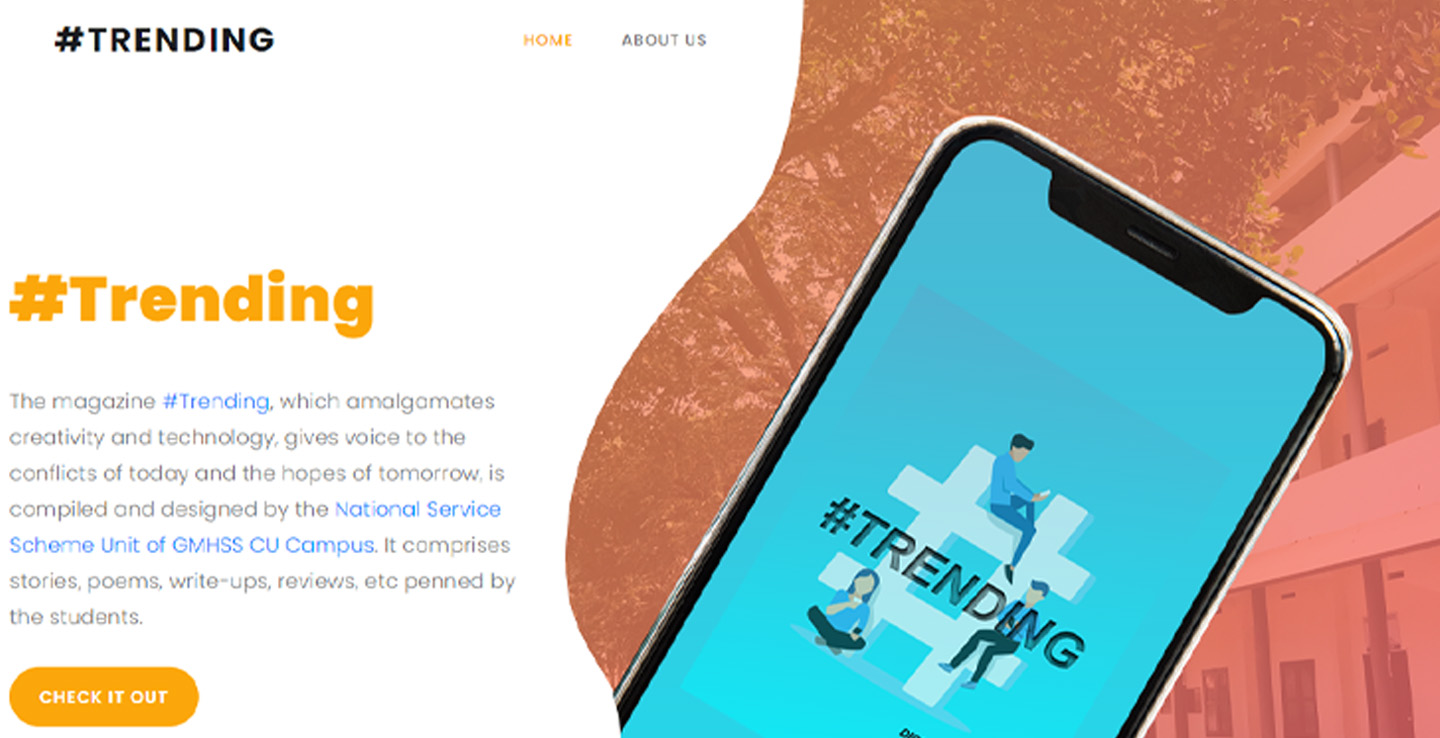 #TRENDING
HOME
ABOUT US
#Trending
The magazine #Trending, which amalgamates
creativity and technology, gives voice to the
conflicts of today and the hopes of tomorrow, is
compiled and designed by the National Service
Scheme Unit of GMHSS CU Campus. It comprises
stories, poems, write-ups, reviews, etc penned by
the students.
CHECK IT OUT
#TRENDING